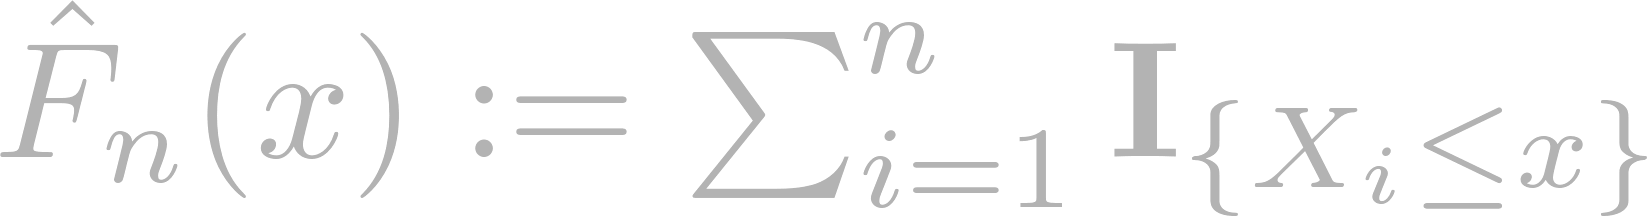 $\hat{F}_n(x) := \sum_{i=1}^{n} \mathbf{I}_{\{X_i \leq x\}}$